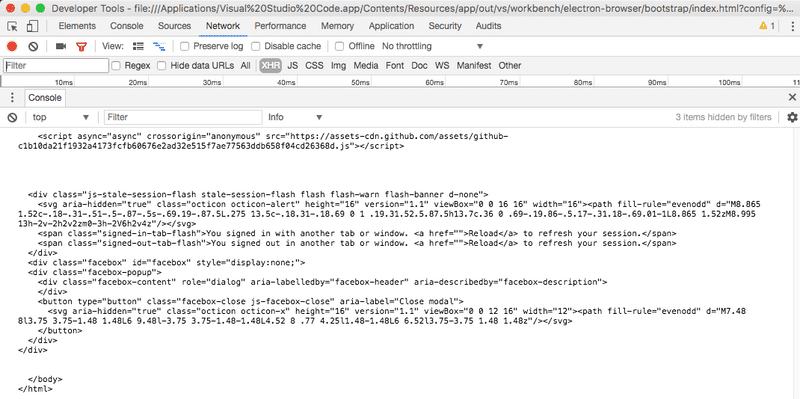 Developer Tools - file:///Applications/Visual%20Studio%20Code.app/Contents/Resources/app/out/vs/workbench/electron-browser/bootstrap/index.html?config=%...
Elements Console Sources Network Performance Memory Application Security Audits 1
View: Preserve log Disable cache Offline No throttling
Filter Regex Hide data URLs All XHR JS CSS Img Media Font Doc WS Manifest Other
10ms 20ms 30ms 40ms 50ms 60ms 70ms 80ms 90ms 100ms 11
Console
top Filter Info 3 items hidden by filters
<script async="async" crossorigin="anonymous" src="https://assets-cdn.github.com/assets/github-
c1b10da21f1932a4173fcfb60676e2ad32e515f7ae77563ddb658f04cd26368d.js"></script>
<div class="js-stale-session-flash stale-session-flash flash flash-warn flash-banner d-none">
<svg aria-hidden="true" class="octicon octicon-alert" height="16" version="1.1" viewBox="0 0 16 16" width="16"><path fill-rule="evenodd" d="M8.865
1.52c-.18-.31-.51-.5-.87-.5s-.69.19-.87.5L.275 13.5c-.18.31-.18.69 0 1 .19.31.52.5.87.5h13.7c.36 0 .69-.19.86-.5.17-.31.18-.69.01-1L8.865 1.52zM8.995
13h-2v-2h2v2zm0-3h-2V6h2v4z"/></svg>
<span class="signed-in-tab-flash">You signed in with another tab or window. <a href="">Reload</a> to refresh your session.</span>
<span class="signed-out-tab-flash">You signed out in another tab or window. <a href="">Reload</a> to refresh your session.</span>
</div>
<div class="facebox" id="facebox" style="display:none;">
<div class="facebox-popup">
<div class="facebox-content" role="dialog" aria-labelledby="facebox-header" aria-describedby="facebox-description">
</div>
<button type="button" class="facebox-close js-facebox-close" aria-label="Close modal">
<svg aria-hidden="true" class="octicon octicon-x" height="16" version="1.1" viewBox="0 0 12 16" width="12"><path fill-rule="evenodd" d="M7.48
8l3.75 3.75-1.48 1.48L6 9.48l-3.75 3.75-1.48-1.48L4.52 8 .77 4.25l1.48-1.48L6 6.52l3.75-3.75 1.48 1.48z"/></svg>
</button>
</div>
</div>
</body>
</html>